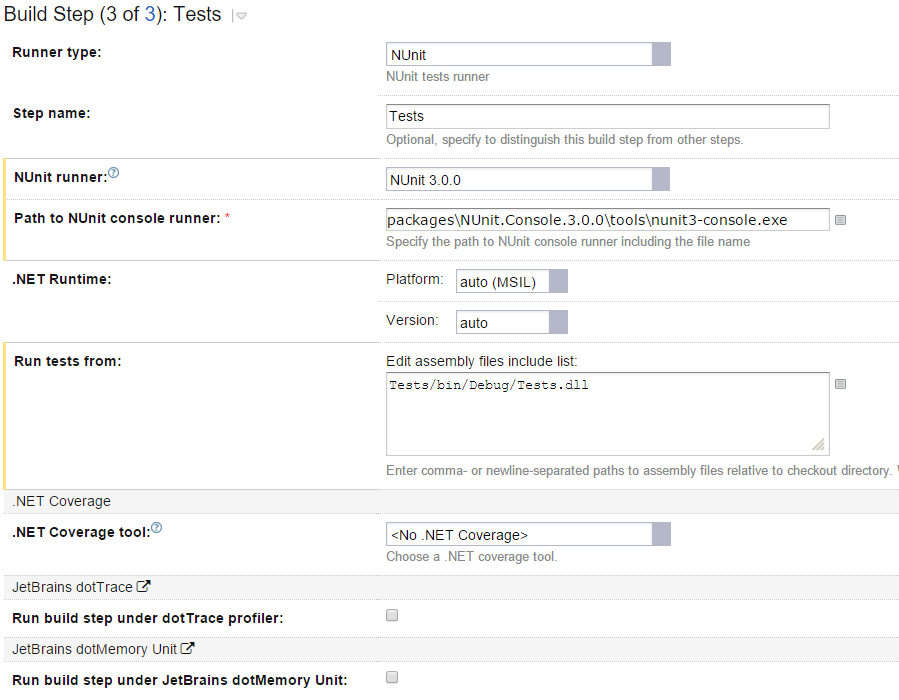 Build Step (3 of 3): Tests
Runner type:
NUnit
NUnit tests runner
Step name:
Tests
Optional, specify to distinguish this build step from other steps.
NUnit runner:
NUnit 3.0.0
Path to NUnit console runner: *
packages\NUnit.Console.3.0.0\tools\nunit3-console.exe
Specify the path to NUnit console runner including the file name
.NET Runtime:
Platform: auto (MSIL)
Version: auto
Run tests from:
Edit assembly files include list:
Tests/bin/Debug/Tests.dll
Enter comma- or newline-separated paths to assembly files relative to checkout directory.
.NET Coverage
.NET Coverage tool:
<No .NET Coverage>
Choose a .NET coverage tool.
JetBrains dotTrace
Run build step under dotTrace profiler:
JetBrains dotMemory Unit
Run build step under JetBrains dotMemory Unit: